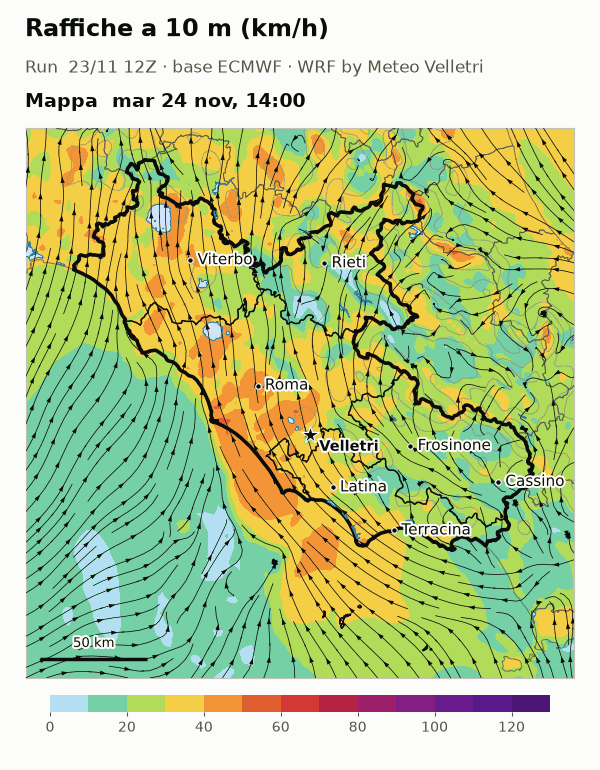 Raffiche a 10 m (km/h)
Run 23/11 12Z · base ECMWF · WRF by Meteo Velletri
Mappa mar 24 nov, 14:00
Viterbo
Rieti
Roma
Velletri
Frosinone
Cassino
Latina
Terracina
50 km
0 20 40 60 80 100 120